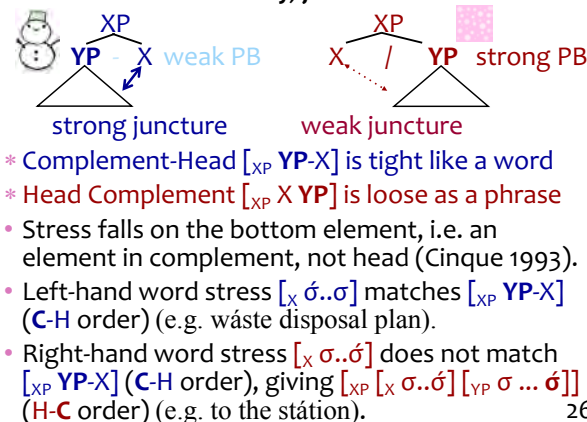 XP XP
YP - X weak PB X / YP strong PB
strong juncture weak juncture
* Complement-Head [XP YP-X] is tight like a word
* Head Complement [XP X YP] is loose as a phrase
• Stress falls on the bottom element, i.e. an
element in complement, not head (Cinque 1993).
• Left-hand word stress [X σ́..σ] matches [XP YP-X]
(C-H order) (e.g. wáste disposal plan).
• Right-hand word stress [X σ..σ́] does not match
[XP YP-X] (C-H order), giving [XP [X σ..σ́] [YP σ ... σ́]]
(H-C order) (e.g. to the státion). 26